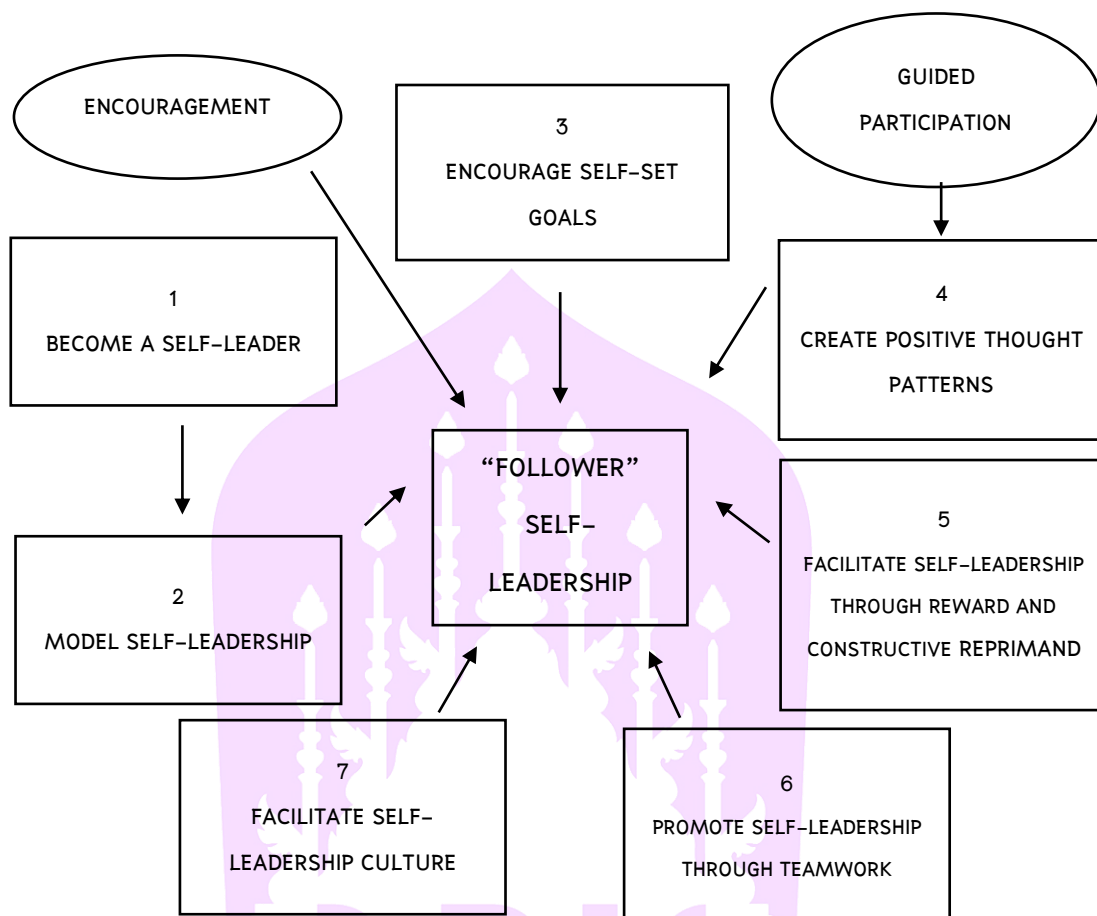 ENCOURAGEMENT
GUIDED
PARTICIPATION
3
ENCOURAGE SELF-SET
GOALS
1
BECOME A SELF-LEADER
4
CREATE POSITIVE THOUGHT
PATTERNS
“FOLLOWER”
SELF-
LEADERSHIP
2
MODEL SELF-LEADERSHIP
5
FACILITATE SELF-LEADERSHIP
THROUGH REWARD AND
CONSTRUCTIVE REPRIMAND
7
FACILITATE SELF-
LEADERSHIP CULTURE
6
PROMOTE SELF-LEADERSHIP
THROUGH TEAMWORK